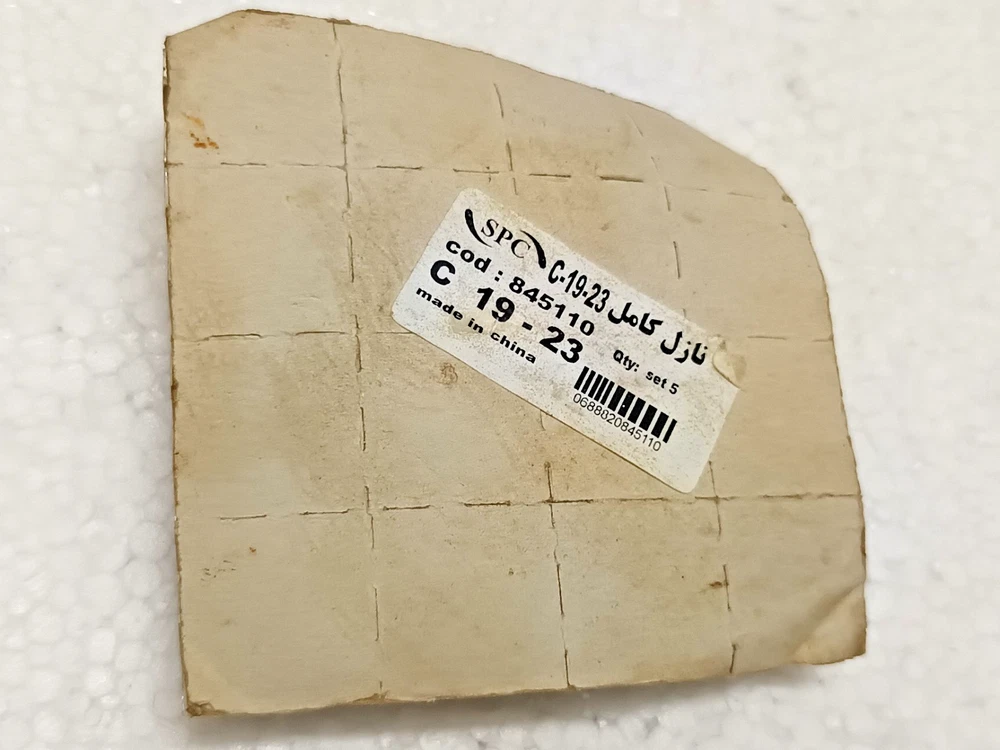 SPC
نازل کامل C-19-23
cod : 845110
C 19 - 23
made in china
Qty: set 5
0688820845110